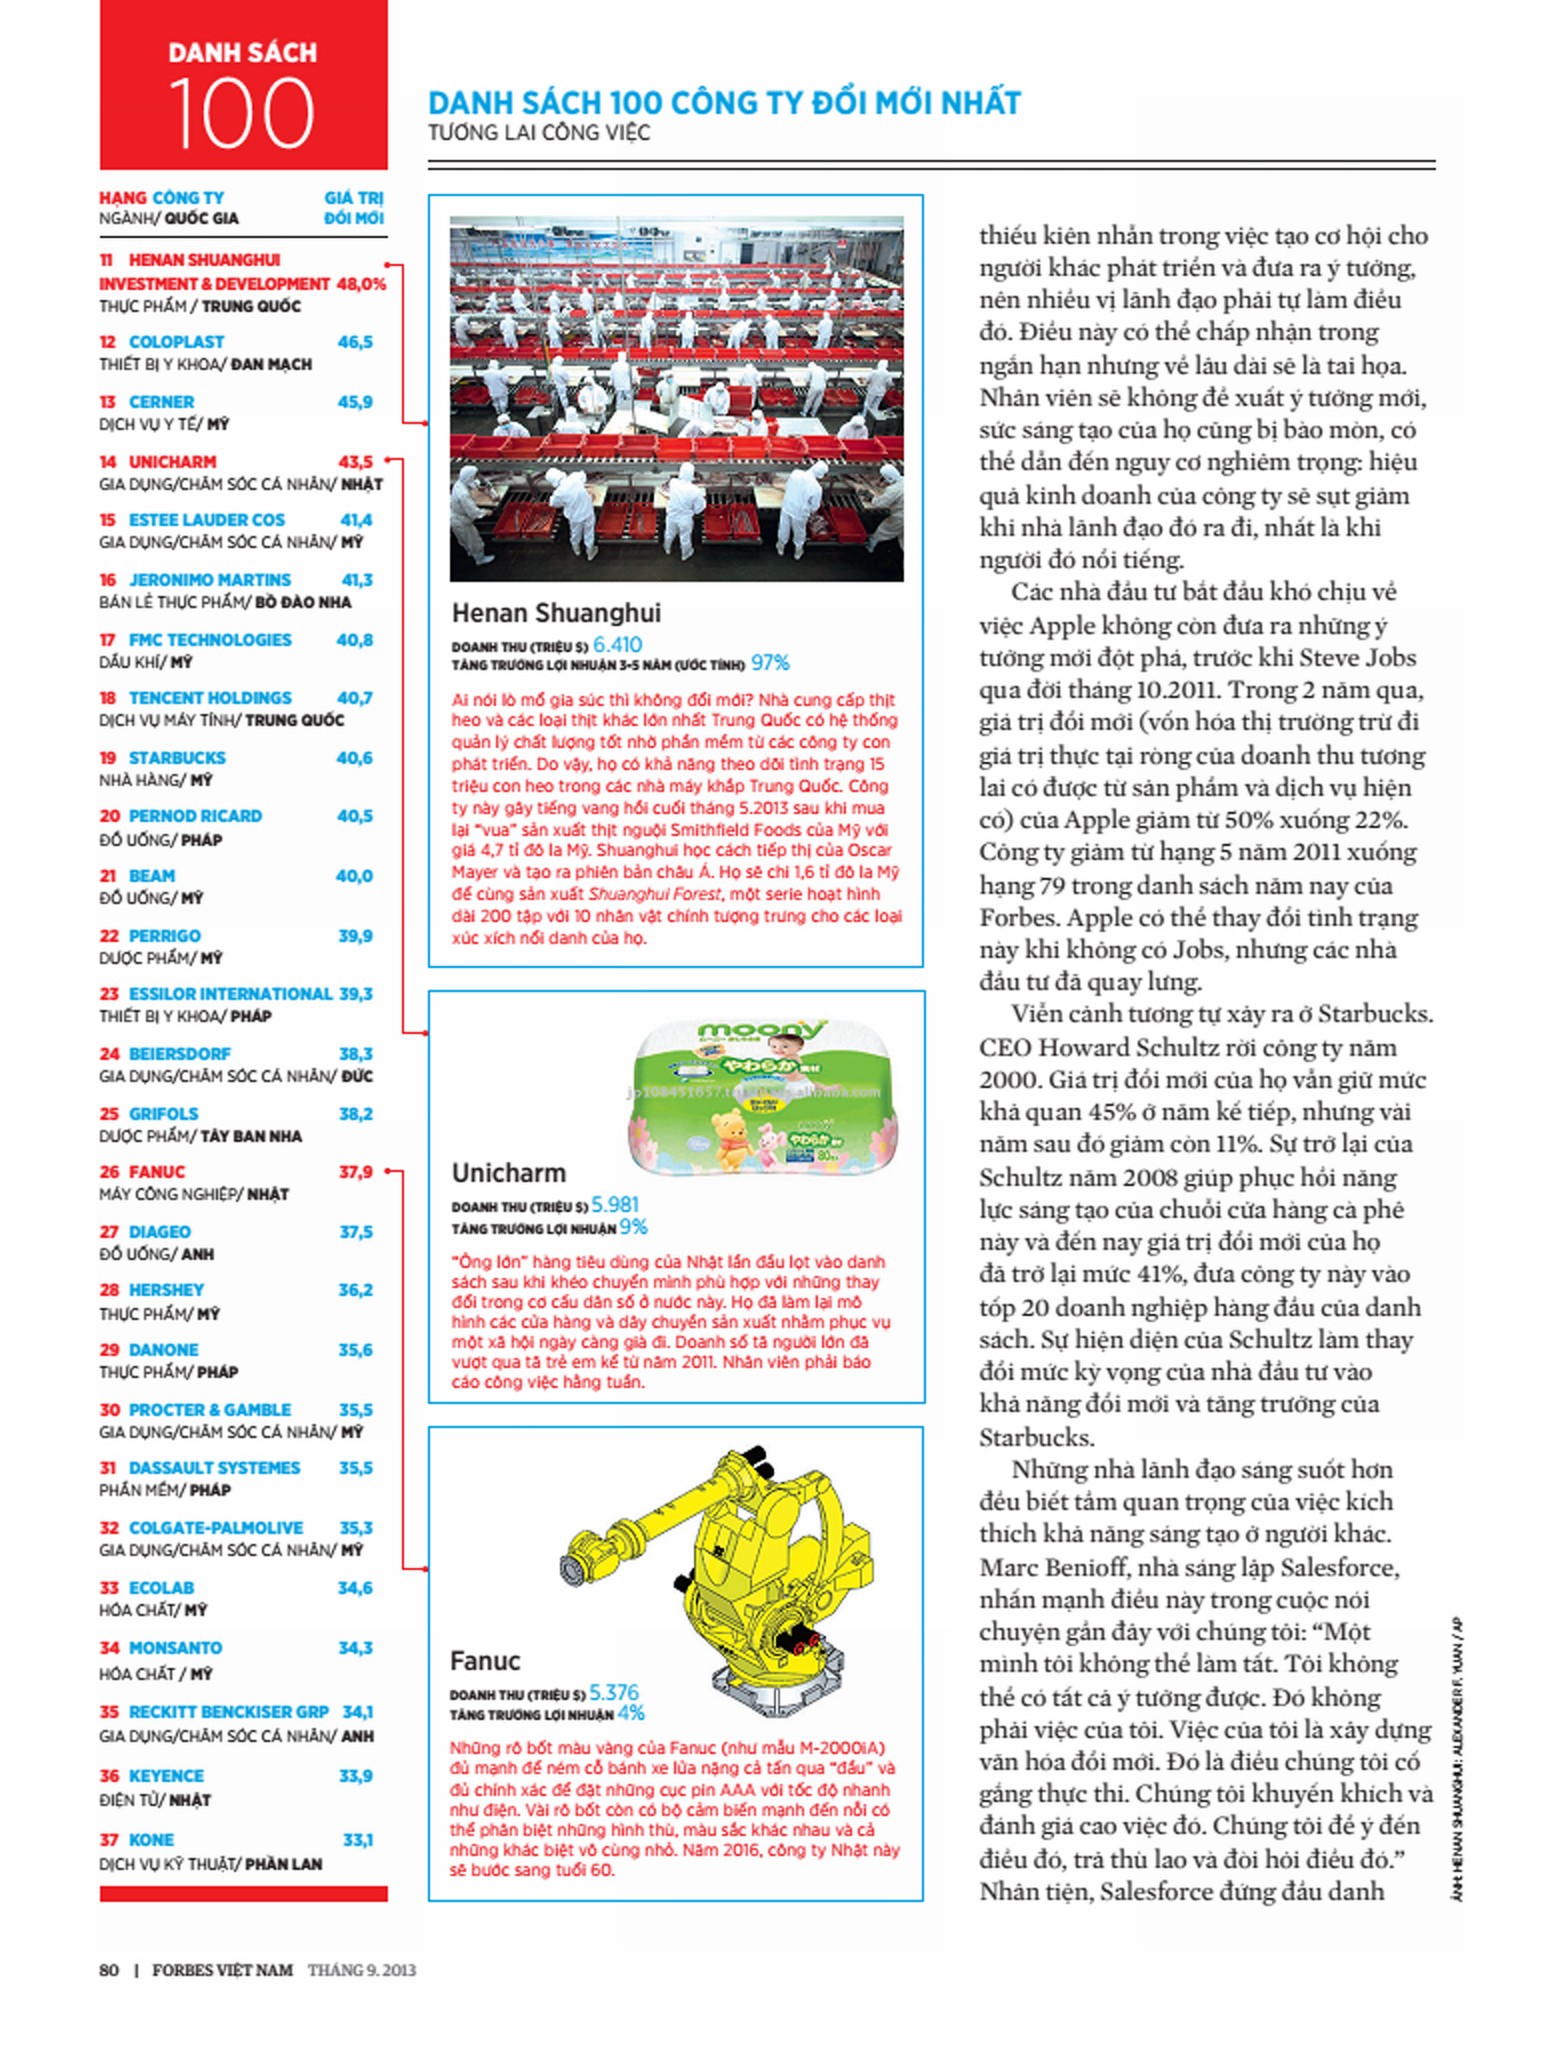 DANH SÁCH
100
DANH SÁCH 100 CÔNG TY ĐỔI MỚI NHẤT
TƯƠNG LAI CÔNG VIỆC
HẠNG CÔNG TY GIÁ TRỊ
NGÀNH/ QUỐC GIA ĐỔI MỚI
11 HENAN SHUANGHUI
INVESTMENT & DEVELOPMENT 48,0%
THỰC PHẨM / TRUNG QUỐC
12 COLOPLAST 46,5
THIẾT BỊ Y KHOA/ ĐAN MẠCH
13 CERNER 45,9
DỊCH VỤ Y TẾ/ MỸ
14 UNICHARM 43,5
GIA DỤNG/CHĂM SÓC CÁ NHÂN/ NHẬT
15 ESTEE LAUDER COS 41,4
GIA DỤNG/CHĂM SÓC CÁ NHÂN/ MỸ
16 JERONIMO MARTINS 41,3
BÁN LẺ THỰC PHẨM/ BỒ ĐÀO NHA
17 FMC TECHNOLOGIES 40,8
DẦU KHÍ/ MỸ
18 TENCENT HOLDINGS 40,7
DỊCH VỤ MÁY TÍNH/ TRUNG QUỐC
19 STARBUCKS 40,6
NHÀ HÀNG/ MỸ
20 PERNOD RICARD 40,5
ĐỒ UỐNG/ PHÁP
21 BEAM 40,0
ĐỒ UỐNG/ MỸ
22 PERRIGO 39,9
DƯỢC PHẨM/ MỸ
23 ESSILOR INTERNATIONAL 39,3
THIẾT BỊ Y KHOA/ PHÁP
24 BEIERSDORF 38,3
GIA DỤNG/CHĂM SÓC CÁ NHÂN/ ĐỨC
25 GRIFOLS 38,2
DƯỢC PHẨM/ TÂY BAN NHA
26 FANUC 37,9
MÁY CÔNG NGHIỆP/ NHẬT
27 DIAGEO 37,5
ĐỒ UỐNG/ ANH
28 HERSHEY 36,2
THỰC PHẨM/ MỸ
29 DANONE 35,6
THỰC PHẨM/ PHÁP
30 PROCTER & GAMBLE 35,5
GIA DỤNG/CHĂM SÓC CÁ NHÂN/ MỸ
31 DASSAULT SYSTEMES 35,5
PHẦN MỀM/ PHÁP
32 COLGATE-PALMOLIVE 35,3
GIA DỤNG/CHĂM SÓC CÁ NHÂN/ MỸ
33 ECOLAB 34,6
HÓA CHẤT/ MỸ
34 MONSANTO 34,3
HÓA CHẤT / MỸ
35 RECKITT BENCKISER GRP 34,1
GIA DỤNG/CHĂM SÓC CÁ NHÂN/ ANH
36 KEYENCE 33,9
ĐIỆN TỬ/ NHẬT
37 KONE 33,1
DỊCH VỤ KỸ THUẬT/ PHẦN LAN
Henan Shuanghui
DOANH THU (TRIỆU $) 6.410
TĂNG TRƯỞNG LỢI NHUẬN 3-5 NĂM (ƯỚC TÍNH) 97%
Ai nói lò mổ gia súc thì không đổi mới? Nhà cung cấp thịt
heo và các loại thịt khác lớn nhất Trung Quốc có hệ thống
quản lý chất lượng tốt nhờ phần mềm từ các công ty con
phát triển. Do vậy, họ có khả năng theo dõi tình trạng 15
triệu con heo trong các nhà máy khắp Trung Quốc. Công
ty này gây tiếng vang hồi cuối tháng 5.2013 sau khi mua
lại “vua” sản xuất thịt nguội Smithfield Foods của Mỹ với
giá 4,7 tỉ đô la Mỹ. Shuanghui học cách tiếp thị của Oscar
Mayer và tạo ra phiên bản châu Á. Họ sẽ chi 1,6 tỉ đô la Mỹ
để cùng sản xuất Shuanghui Forest, một serie hoạt hình
dài 200 tập với 10 nhân vật chính tượng trưng cho các loại
xúc xích nổi danh của họ.
moony
やわらか
moony
やわらか
80
Unicharm
DOANH THU (TRIỆU $) 5.981
TĂNG TRƯỞNG LỢI NHUẬN 9%
“Ông lớn” hàng tiêu dùng của Nhật lần đầu lọt vào danh
sách sau khi khéo chuyển mình phù hợp với những thay
đổi trong cơ cấu dân số ở nước này. Họ đã làm lại mô
hình các cửa hàng và dây chuyền sản xuất nhằm phục vụ
một xã hội ngày càng già đi. Doanh số tã người lớn đã
vượt qua tã trẻ em kể từ năm 2011. Nhân viên phải báo
cáo công việc hằng tuần.
Fanuc
DOANH THU (TRIỆU $) 5.376
TĂNG TRƯỞNG LỢI NHUẬN 4%
Những rô bốt màu vàng của Fanuc (như mẫu M-2000iA)
đủ mạnh để ném cỗ bánh xe lửa nặng cả tấn qua “đầu” và
đủ chính xác để đặt những cục pin AAA với tốc độ nhanh
như điện. Vài rô bốt còn có bộ cảm biến mạnh đến nỗi có
thể phân biệt những hình thù, màu sắc khác nhau và cả
những khác biệt vô cùng nhỏ. Năm 2016, công ty Nhật này
sẽ bước sang tuổi 60.
thiếu kiên nhẫn trong việc tạo cơ hội cho
người khác phát triển và đưa ra ý tưởng,
nên nhiều vị lãnh đạo phải tự làm điều
đó. Điều này có thể chấp nhận trong
ngắn hạn nhưng về lâu dài sẽ là tai họa.
Nhân viên sẽ không đề xuất ý tưởng mới,
sức sáng tạo của họ cũng bị bào mòn, có
thể dẫn đến nguy cơ nghiêm trọng: hiệu
quả kinh doanh của công ty sẽ sụt giảm
khi nhà lãnh đạo đó ra đi, nhất là khi
người đó nổi tiếng.
Các nhà đầu tư bắt đầu khó chịu về
việc Apple không còn đưa ra những ý
tưởng mới đột phá, trước khi Steve Jobs
qua đời tháng 10.2011. Trong 2 năm qua,
giá trị đổi mới (vốn hóa thị trường trừ đi
giá trị thực tại ròng của doanh thu tương
lai có được từ sản phẩm và dịch vụ hiện
có) của Apple giảm từ 50% xuống 22%.
Công ty giảm từ hạng 5 năm 2011 xuống
hạng 79 trong danh sách năm nay của
Forbes. Apple có thể thay đổi tình trạng
này khi không có Jobs, nhưng các nhà
đầu tư đã quay lưng.
Viễn cảnh tương tự xảy ra ở Starbucks.
CEO Howard Schultz rời công ty năm
2000. Giá trị đổi mới của họ vẫn giữ mức
khả quan 45% ở năm kế tiếp, nhưng vài
năm sau đó giảm còn 11%. Sự trở lại của
Schultz năm 2008 giúp phục hồi năng
lực sáng tạo của chuỗi cửa hàng cà phê
này và đến nay giá trị đổi mới của họ
đã trở lại mức 41%, đưa công ty này vào
tốp 20 doanh nghiệp hàng đầu của danh
sách. Sự hiện diện của Schultz làm thay
đổi mức kỳ vọng của nhà đầu tư vào
khả năng đổi mới và tăng trưởng của
Starbucks.
Những nhà lãnh đạo sáng suốt hơn
đều biết tầm quan trọng của việc kích
thích khả năng sáng tạo ở người khác.
Marc Benioff, nhà sáng lập Salesforce,
nhấn mạnh điều này trong cuộc nói
chuyện gần đây với chúng tôi: “Một
mình tôi không thể làm tất. Tôi không
thể có tất cả ý tưởng được. Đó không
phải việc của tôi. Việc của tôi là xây dựng
văn hóa đổi mới. Đó là điều chúng tôi cố
gắng thực thi. Chúng tôi khuyến khích và
đánh giá cao việc đó. Chúng tôi để ý đến
điều đó, trả thù lao và đòi hỏi điều đó.”
Nhân tiện, Salesforce đứng đầu danh
ẢNH: HENAN SHUANGHUI: ALEXANDER F. YUAN / AP
80 | FORBES VIỆT NAM THÁNG 9. 2013